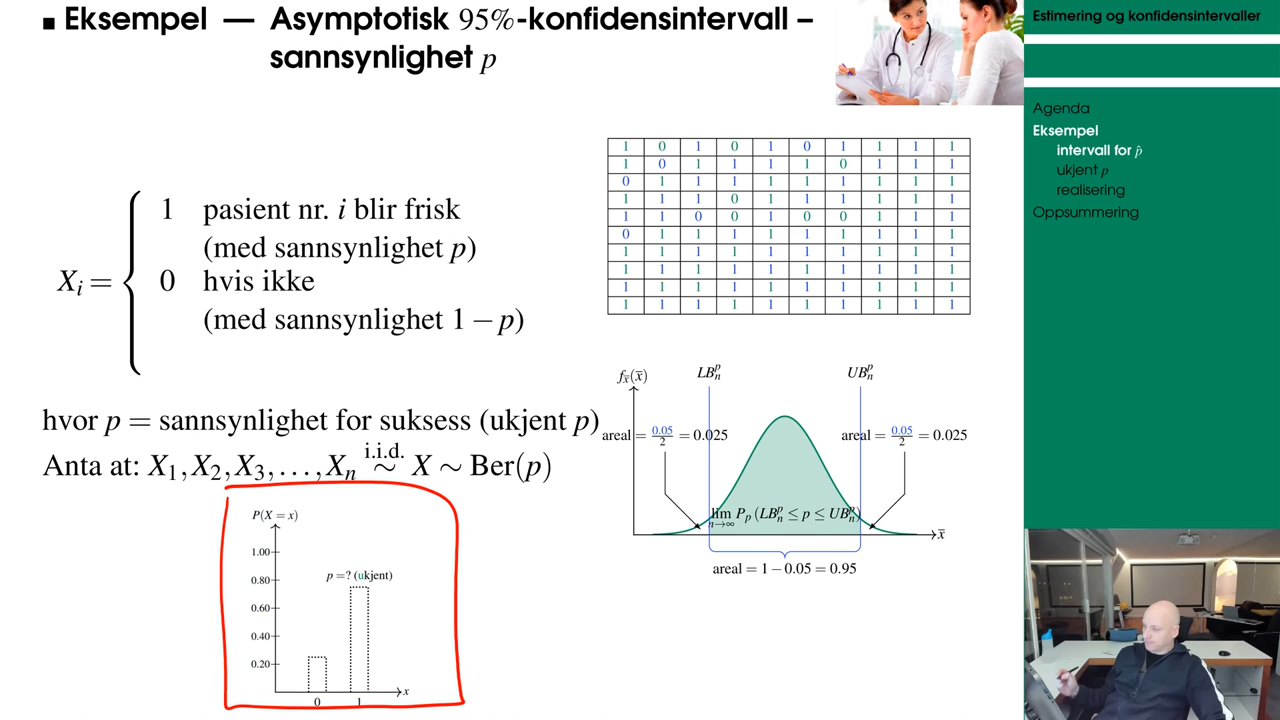 Eksempel — Asymptotisk 95%-konfidensintervall –
sannsynlighet p
X_i =
1 pasient nr. i blir frisk
(med sannsynlighet p)
0 hvis ikke
(med sannsynlighet 1 − p)
hvor p = sannsynlighet for suksess (ukjent p)
Anta at: X_1, X_2, X_3, ..., X_n i.i.d. ∼ X ∼ Ber(p)
P(X = x)
1.00
0.80
p =? (ukjent)
0.60
0.40
0.20
0 1 x
1 0 1 0 1 0 1 1 1 1
1 0 1 1 1 1 0 1 1 1
0 1 1 1 1 1 1 1 1 1
1 1 1 0 1 1 1 1 1 1
1 1 0 0 1 0 0 1 1 1
0 1 1 1 1 1 1 1 1 1
1 1 1 1 1 1 1 1 1 1
1 1 1 1 1 1 1 1 1 1
1 1 1 1 1 1 1 1 1 1
1 1 1 1 1 1 1 1 1 1
f_x̅(x̅) LB_n^p UB_n^p
areal = 0.05/2 = 0.025 areal = 0.05/2 = 0.025
lim n→∞ P_p (LB_n^p ≤ p ≤ UB_n^p)
x̅
areal = 1 − 0.05 = 0.95
Estimering og konfidensintervaller
Agenda
Eksempel
intervall for p̂
ukjent p
realisering
Oppsummering